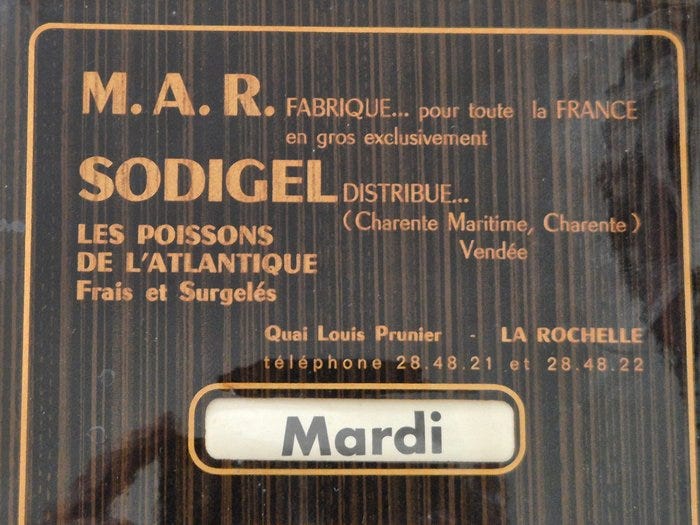 M. A. R. FABRIQUE... pour toute la FRANCE
en gros exclusivement
SODIGEL DISTRIBUE...
(Charente Maritime, Charente)
Vendée
LES POISSONS
DE L'ATLANTIQUE
Frais et Surgelés
Quai Louis Prunier - LA ROCHELLE
téléphone 28.48.21 et 28.48.22
Mardi